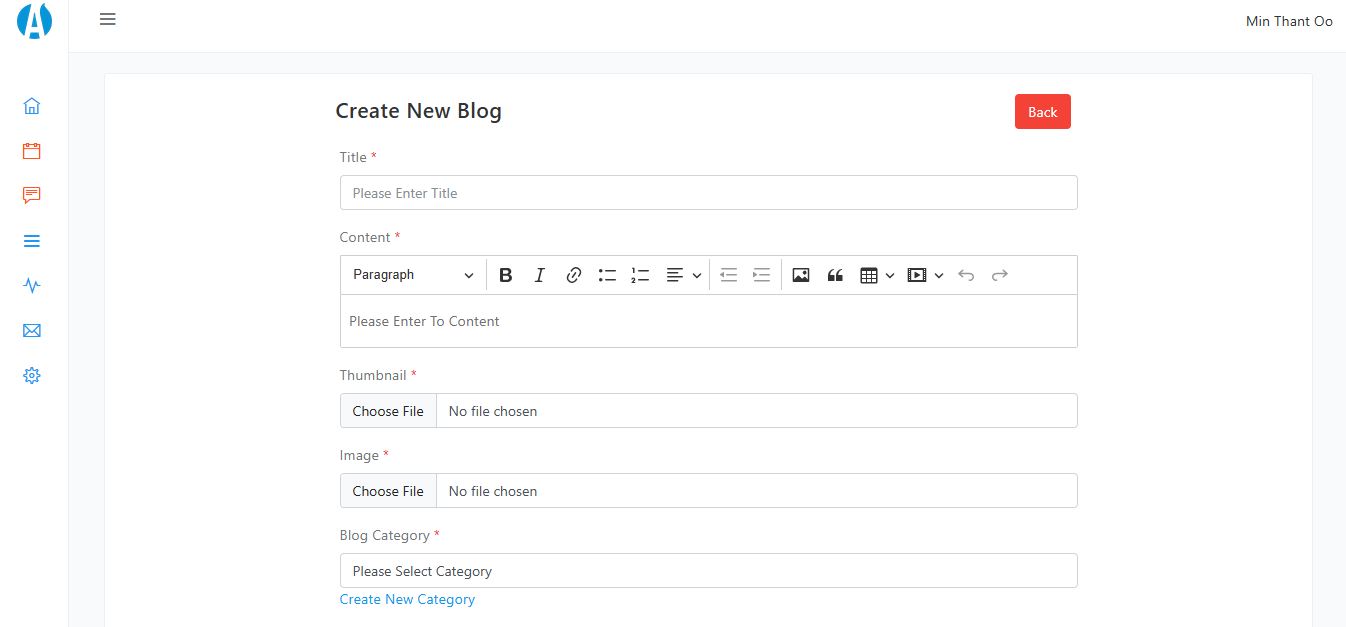 A
Min Thant Oo
Create New Blog
Back
Title *
Please Enter Title
Content *
Paragraph
B I
Please Enter To Content
Thumbnail *
Choose File No file chosen
Image *
Choose File No file chosen
Blog Category *
Please Select Category
Create New Category